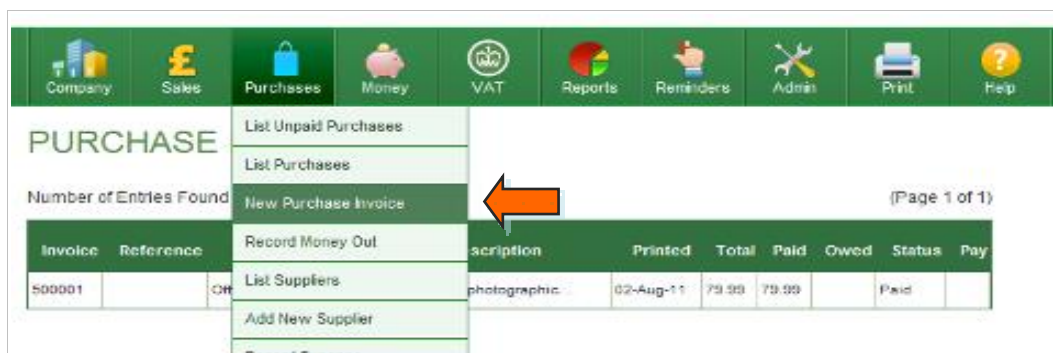 Company Sales Purchases Money VAT Reports Reminders Admin Print Help
List Unpaid Purchases
PURCHASE
List Purchases
Number of Entries Found
New Purchase Invoice
(Page 1 of 1)
Invoice Reference scription Printed Total Paid Owed Status Pay
Record Money Out
500001 Off photographic 02-Aug-11 79.99 79.99 Paid
List Suppliers
Add New Supplier